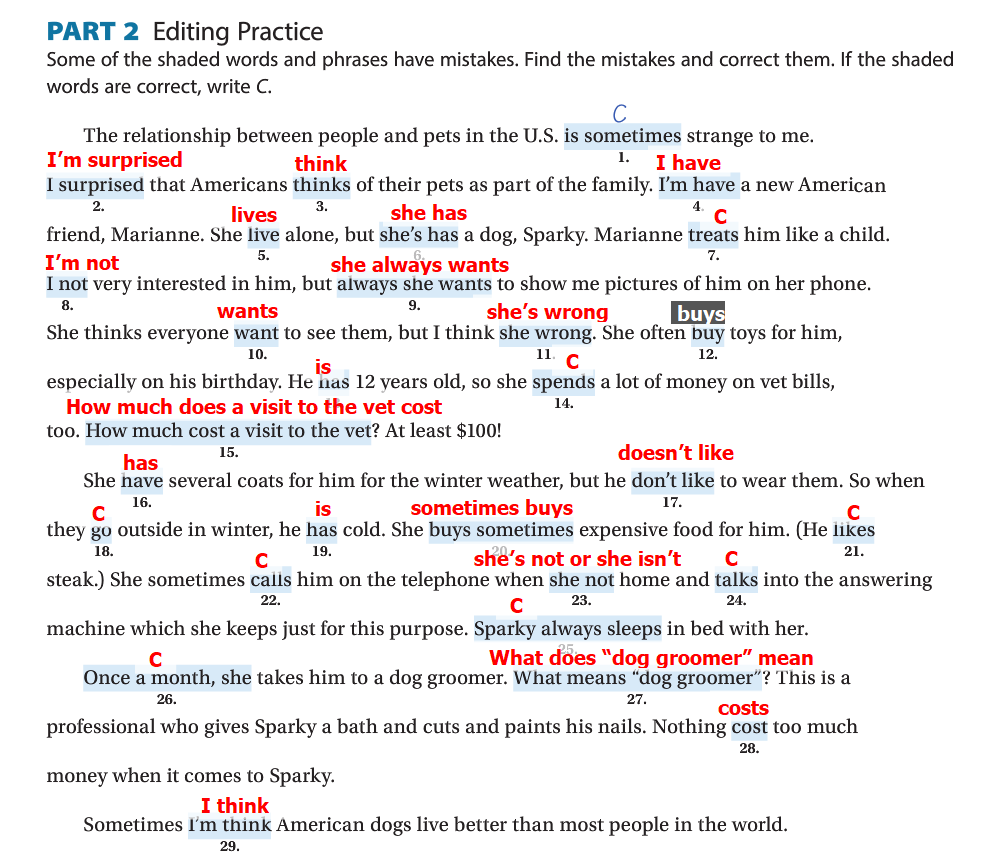 PART 2 Editing Practice
Some of the shaded words and phrases have mistakes. Find the mistakes and correct them. If the shaded
words are correct, write C.
C
The relationship between people and pets in the U.S. is sometimes strange to me.
1.
I'm surprised think I have
I surprised that Americans thinks of their pets as part of the family. I'm have a new American
2. 3. 4.
lives she has C
friend, Marianne. She live alone, but she's has a dog, Sparky. Marianne treats him like a child.
5. 6. 7.
I'm not she always wants
I not very interested in him, but always she wants to show me pictures of him on her phone.
8. 9.
wants she's wrong buys
She thinks everyone want to see them, but I think she wrong. She often buy toys for him,
10. 11. 12.
is C
especially on his birthday. He has 12 years old, so she spends a lot of money on vet bills,
14.
How much does a visit to the vet cost
too. How much cost a visit to the vet? At least $100!
15.
has doesn't like
She have several coats for him for the winter weather, but he don't like to wear them. So when
16. 17.
C is sometimes buys C
they go outside in winter, he has cold. She buys sometimes expensive food for him. (He likes
18. 19. 20. 21.
C she's not or she isn't C
steak.) She sometimes calls him on the telephone when she not home and talks into the answering
22. 23. 24.
C
machine which she keeps just for this purpose. Sparky always sleeps in bed with her.
25.
C What does "dog groomer" mean
Once a month, she takes him to a dog groomer. What means "dog groomer"? This is a
26. 27.
costs
professional who gives Sparky a bath and cuts and paints his nails. Nothing cost too much
28.
money when it comes to Sparky.
I think
Sometimes I'm think American dogs live better than most people in the world.
29.